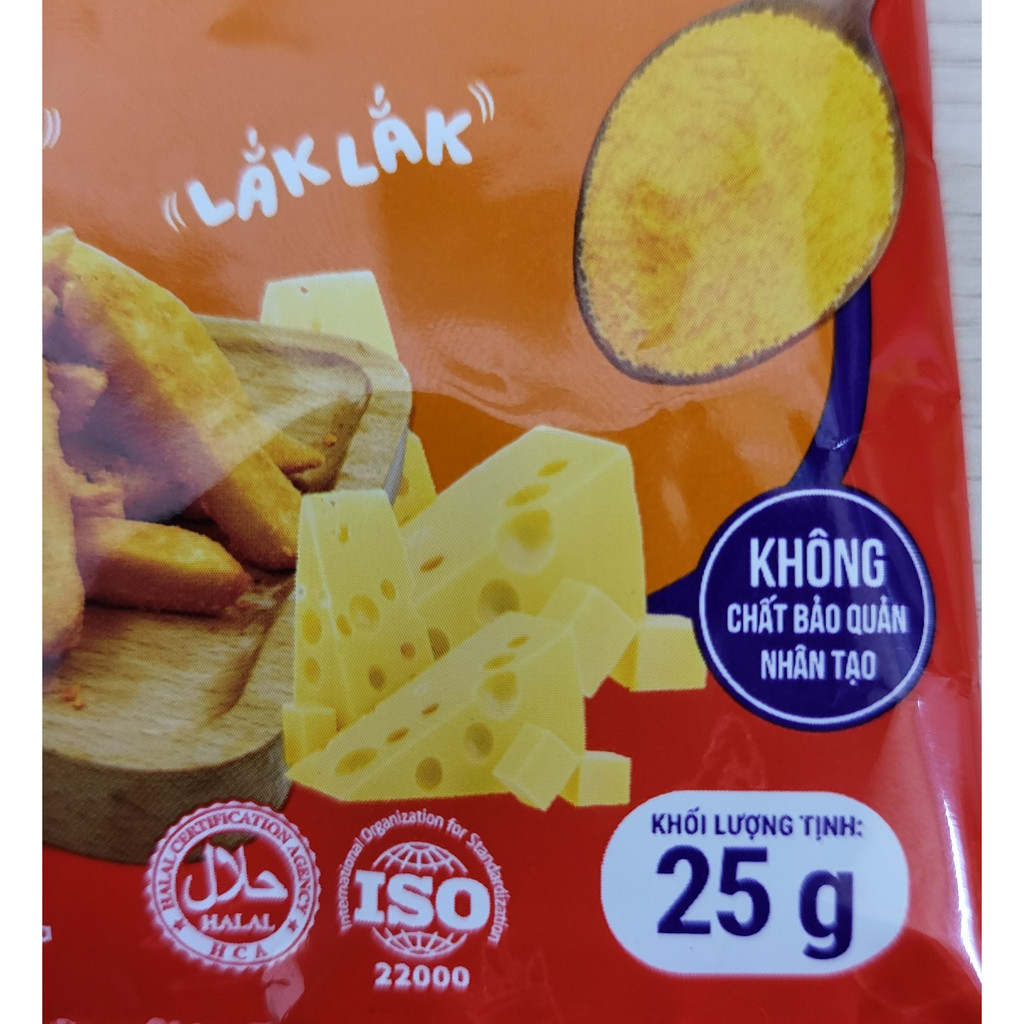 LẮK LẮK
KHÔNG
CHẤT BẢO QUẢN
NHÂN TẠO
KHỐI LƯỢNG TỊNH:
25 g
HALAL CERTIFICATION AGENCY
حلال
HALAL
HCA
International Organization for Standardization
ISO
22000